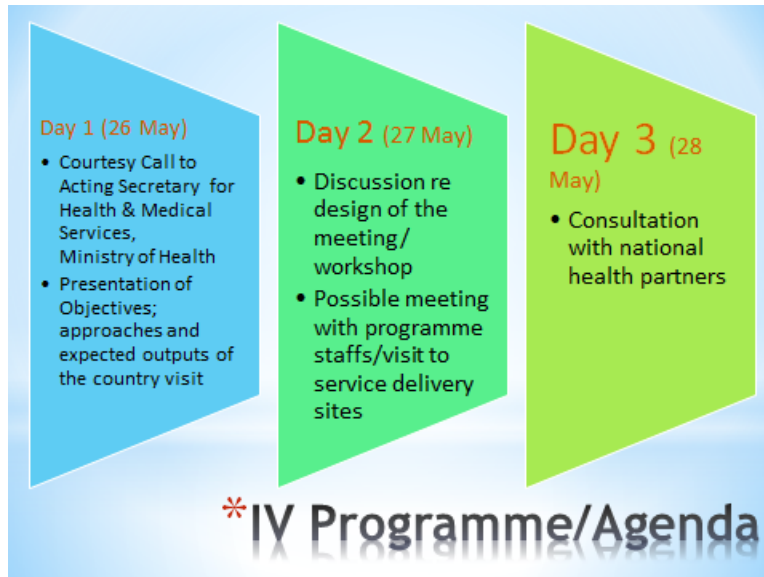 Day 1 (26 May)
• Courtesy Call to
Acting Secretary for
Health & Medical
Services,
Ministry of Health
• Presentation of
Objectives;
approaches and
expected outputs of
the country visit
Day 2 (27 May)
• Discussion re
design of the
meeting/
workshop
• Possible meeting
with programme
staffs/visit to
service delivery
sites
Day 3 (28
May)
• Consultation
with national
health partners
*IV Programme/Agenda